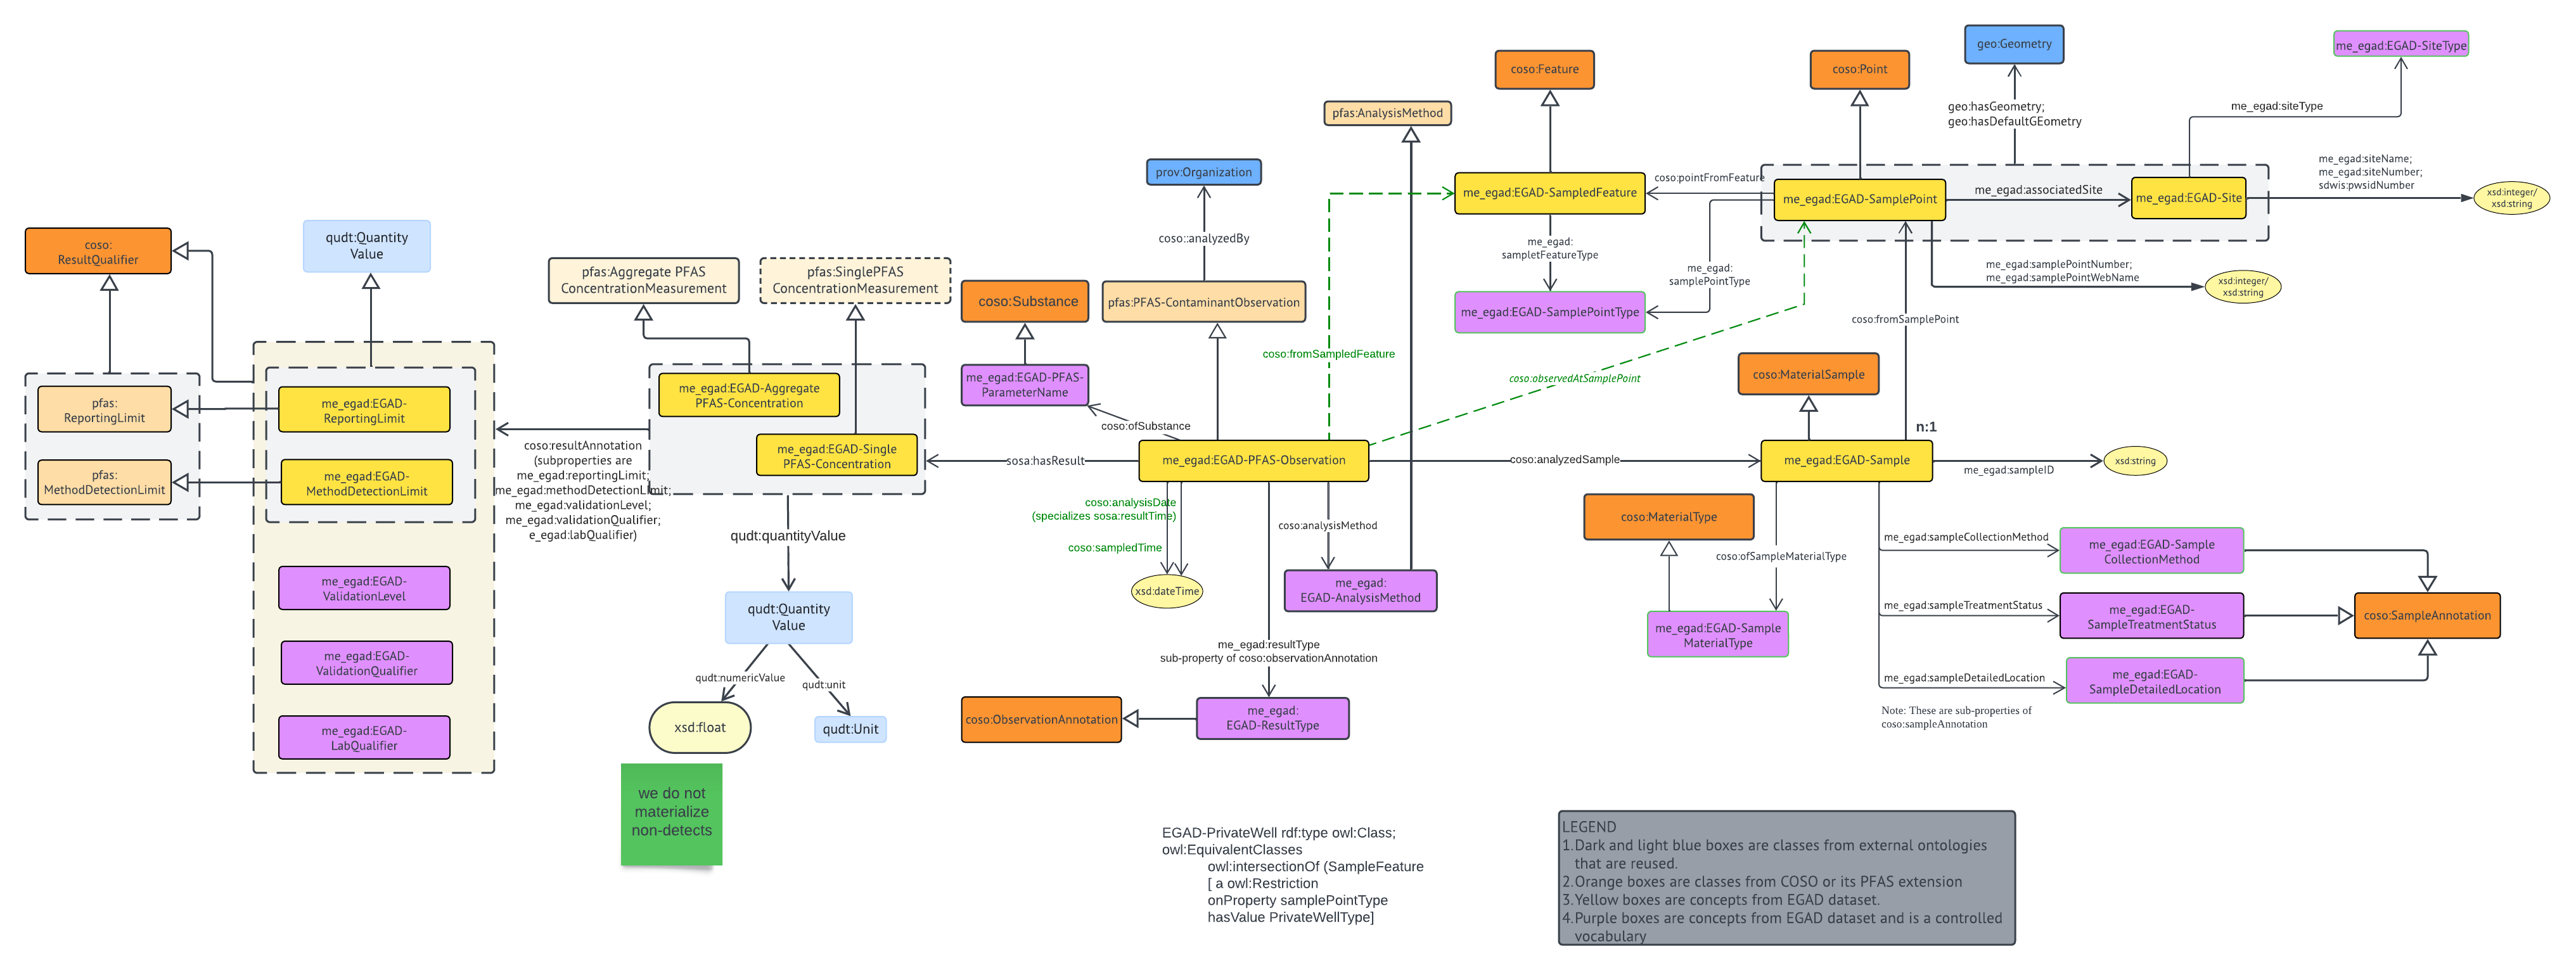 geo:Geometry
me_egad:EGAD-SiteType
coso:Feature
coso:Point
pfas:AnalysisMethod
geo:hasGeometry;
geo:hasDefaultGEometry
me_egad:siteType
prov:Organization
me_egad:EGAD-SampledFeature
coso:pointFromFeature
me_egad:EGAD-SamplePoint
me_egad:associatedSite
me_egad:EGAD-Site
me_egad:siteName;
me_egad:siteNumber;
sdwis:pwsidNumber
xsd:integer/
xsd:string
coso:
ResultQualifier
qudt:Quantity
Value
coso::analyzedBy
me_egad:
sampletFeatureType
me_egad:
samplePointType
me_egad:samplePointNumber;
me_egad:samplePointWebName
xsd:integer/
xsd:string
pfas:Aggregate PFAS
ConcentrationMeasurement
pfas:SinglePFAS
ConcentrationMeasurement
coso:Substance
pfas:PFAS-ContaminantObservation
me_egad:EGAD-SamplePointType
coso:fromSamplePoint
coso:fromSampledFeature
coso:observedAtSamplePoint
coso:MaterialSample
me_egad:EGAD-PFAS-
ParameterName
me_egad:EGAD-Aggregate
PFAS-Concentration
pfas:
ReportingLimit
me_egad:EGAD-
ReportingLimit
coso:ofSubstance
n:1
me_egad:EGAD-Single
PFAS-Concentration
sosa:hasResult
me_egad:EGAD-PFAS-Observation
coso:analyzedSample
me_egad:EGAD-Sample
me_egad:sampleID
xsd:string
pfas:
MethodDetectionLimit
me_egad:EGAD-
MethodDetectionLimit
coso:resultAnnotation
(subproperties are
me_egad:reportingLimit;
me_egad:methodDetectionLimit;
me_egad:validationLevel;
me_egad:validationQualifier;
e_egad:labQualifier)
coso:analysisDate
(specializes sosa:resultTime)
coso:sampledTime
coso:analysisMethod
coso:MaterialType
coso:ofSampleMaterialType
me_egad:sampleCollectionMethod
me_egad:EGAD-Sample
CollectionMethod
qudt:quantityValue
xsd:dateTime
me_egad:
EGAD-AnalysisMethod
me_egad:EGAD-
ValidationLevel
qudt:Quantity
Value
me_egad:EGAD-Sample
MaterialType
me_egad:sampleTreatmentStatus
me_egad:EGAD-
SampleTreatmentStatus
coso:SampleAnnotation
me_egad:EGAD-
ValidationQualifier
me_egad:resultType
sub-property of coso:observationAnnotation
qudt:numericValue
qudt:unit
me_egad:sampleDetailedLocation
me_egad:EGAD-
SampleDetailedLocation
me_egad:EGAD-
LabQualifier
xsd:float
qudt:Unit
coso:ObservationAnnotation
me_egad:
EGAD-ResultType
Note: These are sub-properties of
coso:sampleAnnotation
we do not
materialize
non-detects
EGAD-PrivateWell rdf:type owl:Class;
owl:EquivalentClasses
owl:intersectionOf (SampleFeature
[ a owl:Restriction
onProperty samplePointType
hasValue PrivateWellType]
LEGEND
1.Dark and light blue boxes are classes from external ontologies
that are reused.
2.Orange boxes are classes from COSO or its PFAS extension
3.Yellow boxes are concepts from EGAD dataset.
4.Purple boxes are concepts from EGAD dataset and is a controlled
vocabulary